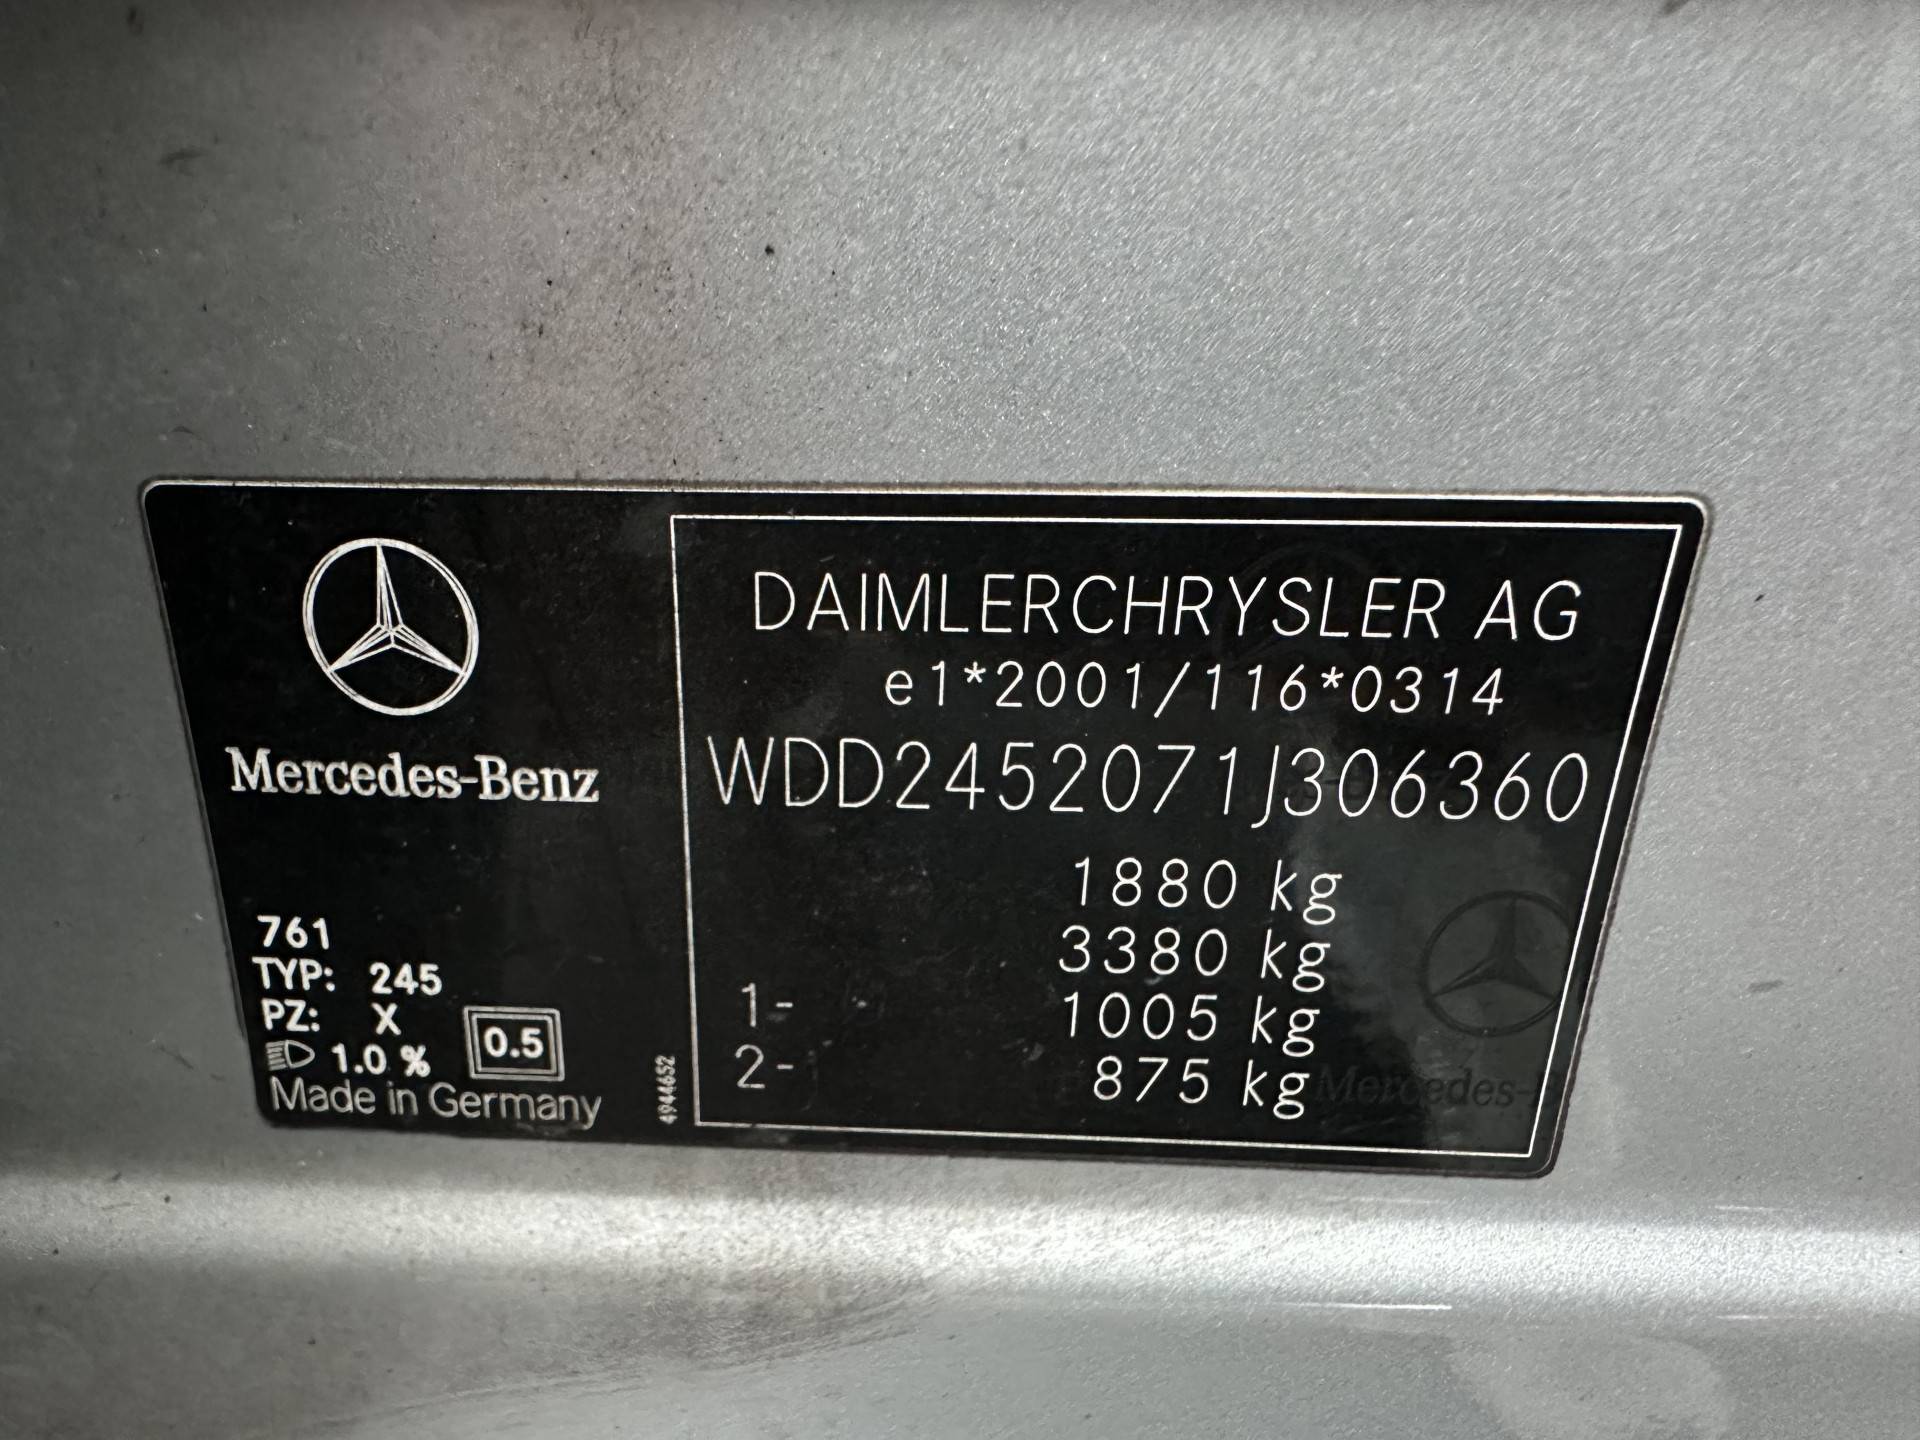 Mercedes-Benz
761
TYP: 245
PZ: X
1.0 % 0.5
Made in Germany
4944652
DAIMLERCHRYSLER AG
e1*2001/116*0314
WDD2452071J306360
1880 kg
3380 kg
1- 1005 kg
2- 875 kg